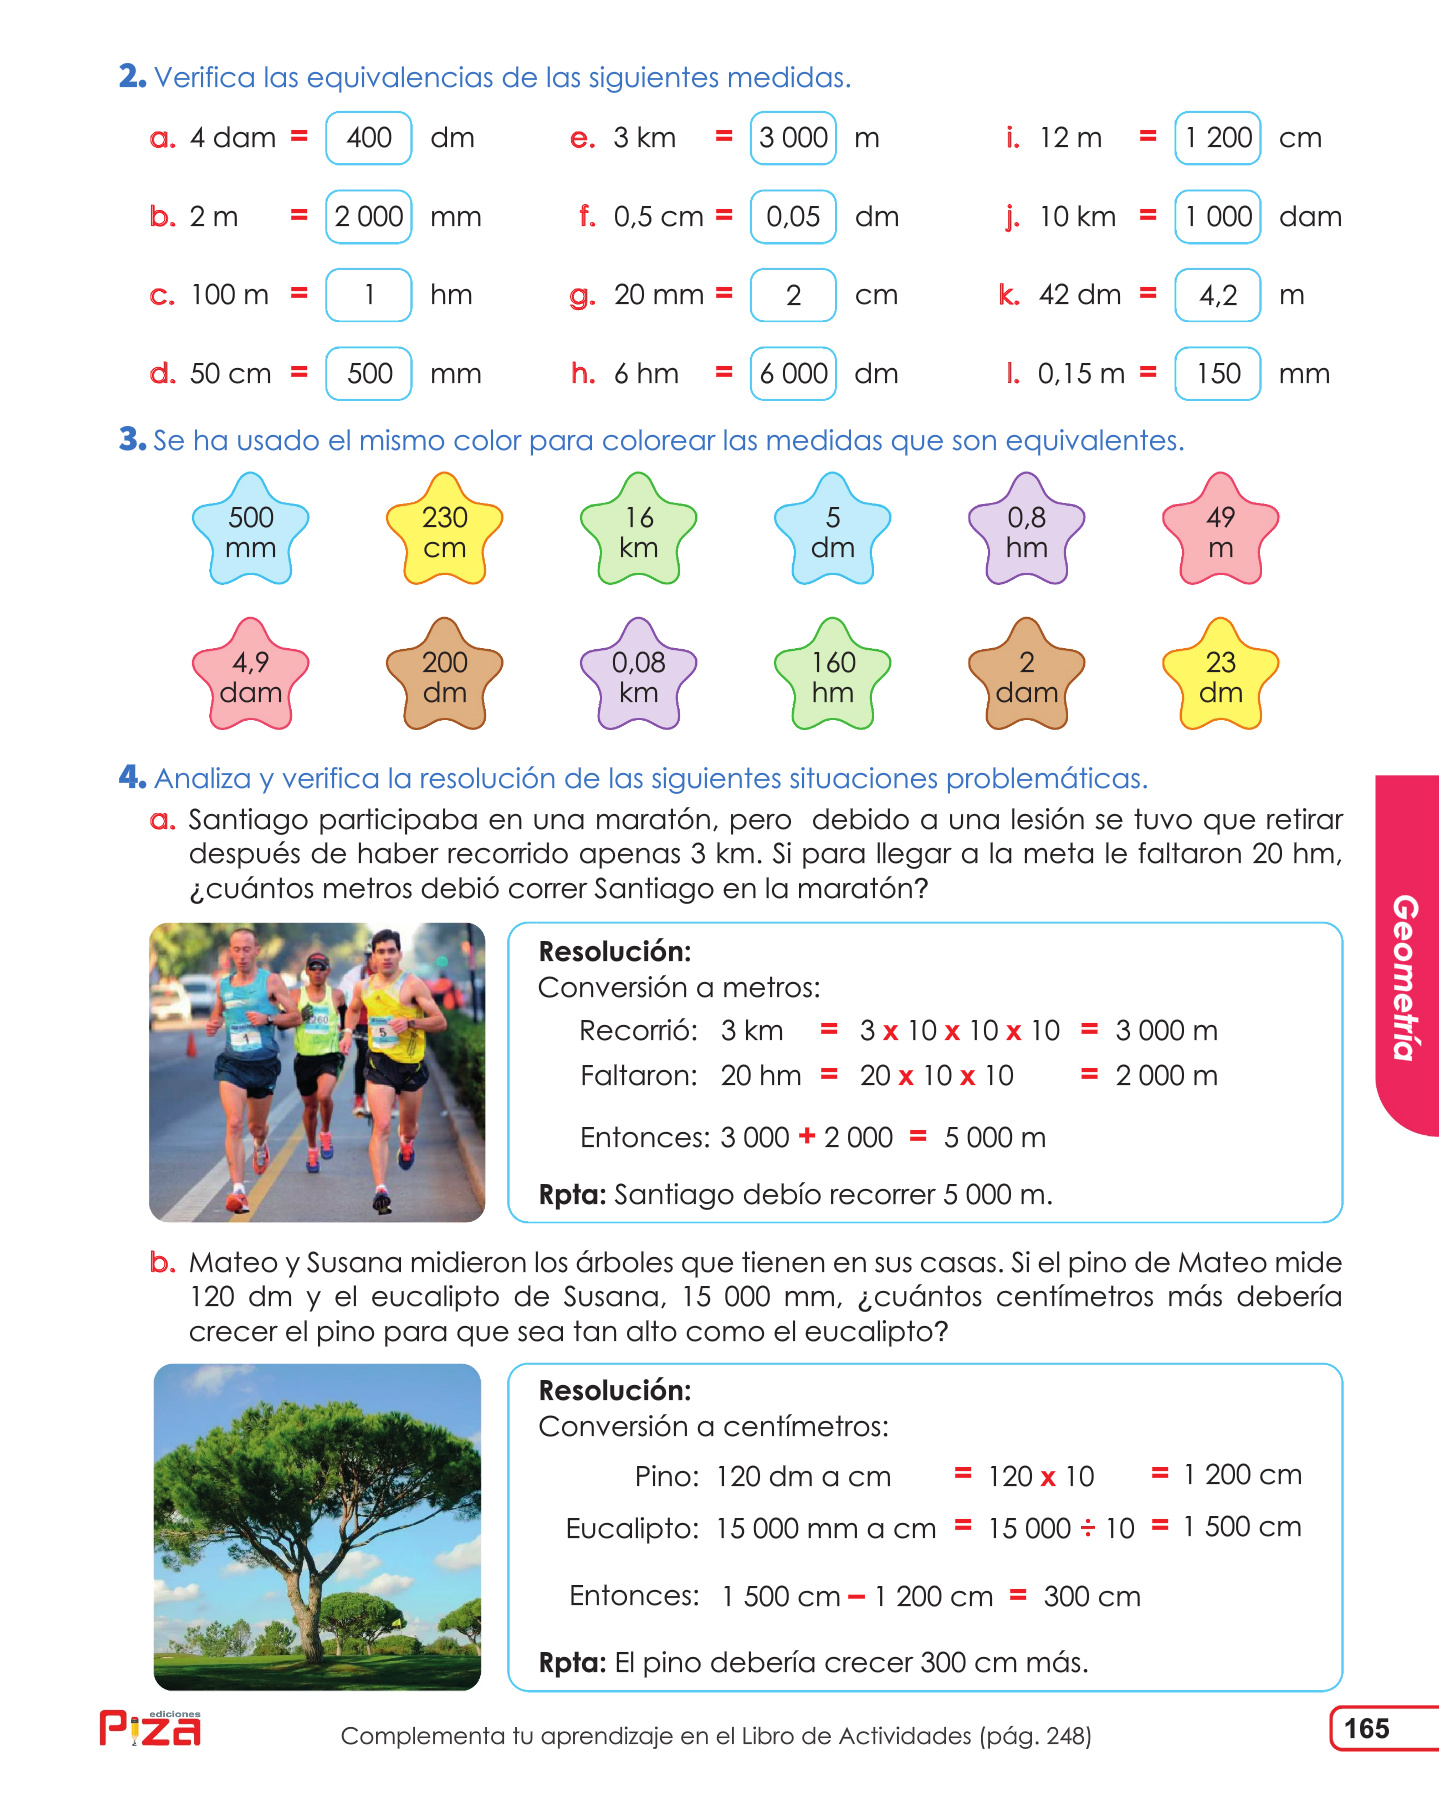 2. Verifica las equivalencias de las siguientes medidas.
a. 4 dam = 400 dm
e. 3 km = 3 000 m
i. 12 m = 1 200 cm
b. 2 m = 2 000 mm
f. 0,5 cm = 0,05 dm
j. 10 km = 1 000 dam
c. 100 m = 1 hm
g. 20 mm = 2 cm
k. 42 dm = 4,2 m
d. 50 cm = 500 mm
h. 6 hm = 6 000 dm
l. 0,15 m = 150 mm
3. Se ha usado el mismo color para colorear las medidas que son equivalentes.
500
mm
230
cm
16
km
5
dm
0,8
hm
49
m
4,9
dam
200
dm
0,08
km
160
hm
2
dam
23
dm
4. Analiza y verifica la resolución de las siguientes situaciones problemáticas.
a. Santiago participaba en una maratón, pero debido a una lesión se tuvo que retirar
después de haber recorrido apenas 3 km. Si para llegar a la meta le faltaron 20 hm,
¿cuántos metros debió correr Santiago en la maratón?
1
1260
5
Resolución:
Conversión a metros:
Recorrió: 3 km = 3 x 10 x 10 x 10 = 3 000 m
Faltaron: 20 hm = 20 x 10 x 10 = 2 000 m
Entonces: 3 000 + 2 000 = 5 000 m
Rpta: Santiago debío recorrer 5 000 m.
b. Mateo y Susana midieron los árboles que tienen en sus casas. Si el pino de Mateo mide
120 dm y el eucalipto de Susana, 15 000 mm, ¿cuántos centímetros más debería
crecer el pino para que sea tan alto como el eucalipto?
Resolución:
Conversión a centímetros:
Pino: 120 dm a cm = 120 x 10 = 1 200 cm
Eucalipto: 15 000 mm a cm = 15 000 ÷ 10 = 1 500 cm
Entonces: 1 500 cm – 1 200 cm = 300 cm
Rpta: El pino debería crecer 300 cm más.
Geometría
ediciones
Piza
Complementa tu aprendizaje en el Libro de Actividades (pág. 248)
165